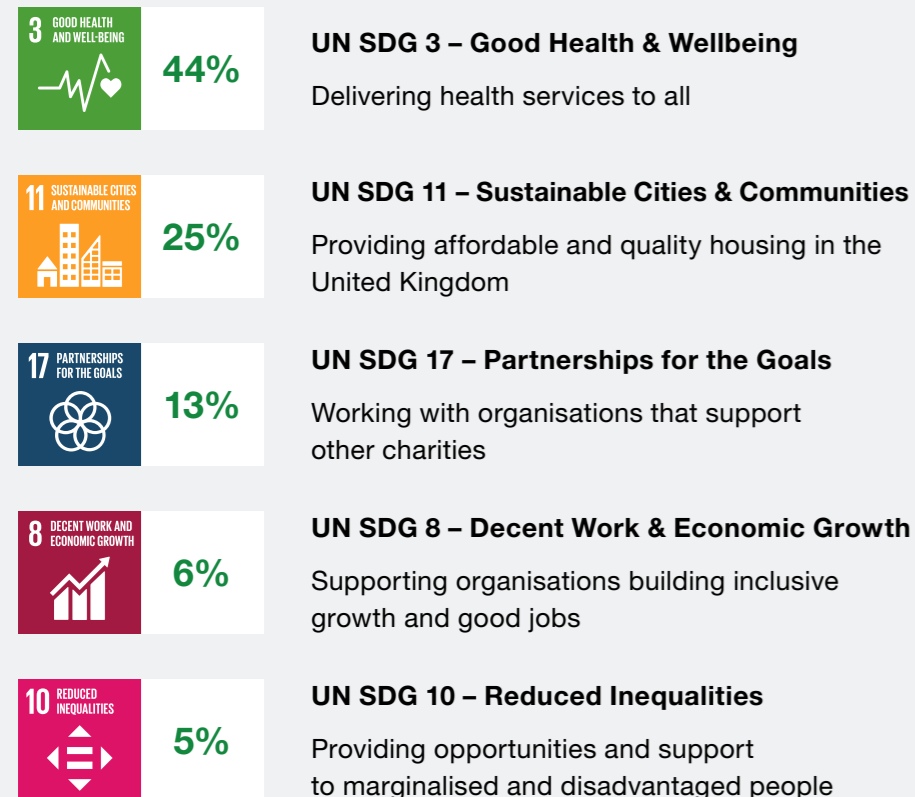 3 GOOD HEALTH
AND WELL-BEING
44%
UN SDG 3 – Good Health & Wellbeing
Delivering health services to all
11 SUSTAINABLE CITIES
AND COMMUNITIES
25%
UN SDG 11 – Sustainable Cities & Communities
Providing affordable and quality housing in the
United Kingdom
17 PARTNERSHIPS
FOR THE GOALS
13%
UN SDG 17 – Partnerships for the Goals
Working with organisations that support
other charities
8 DECENT WORK AND
ECONOMIC GROWTH
6%
UN SDG 8 – Decent Work & Economic Growth
Supporting organisations building inclusive
growth and good jobs
10 REDUCED
INEQUALITIES
5%
UN SDG 10 – Reduced Inequalities
Providing opportunities and support
to marginalised and disadvantaged people